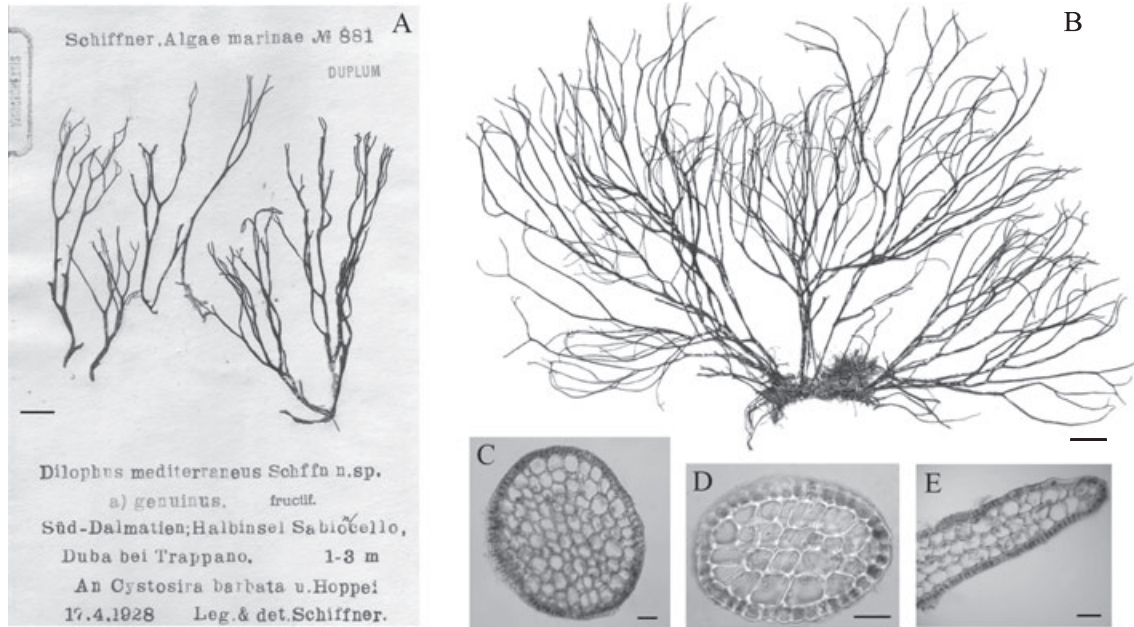 A
Schiffner, Algae marinae № 881
DUPLUM
Dilophus mediterraneus Schffn n.sp.
a) genuinus. fructif.
Süd-Dalmatien; Halbinsel Sabioncello,
Duba bei Trappano. 1-3 m
An Cystosira barbata u. Hoppei
17.4.1928 Leg. & det. Schiffner.
B
C
D
E